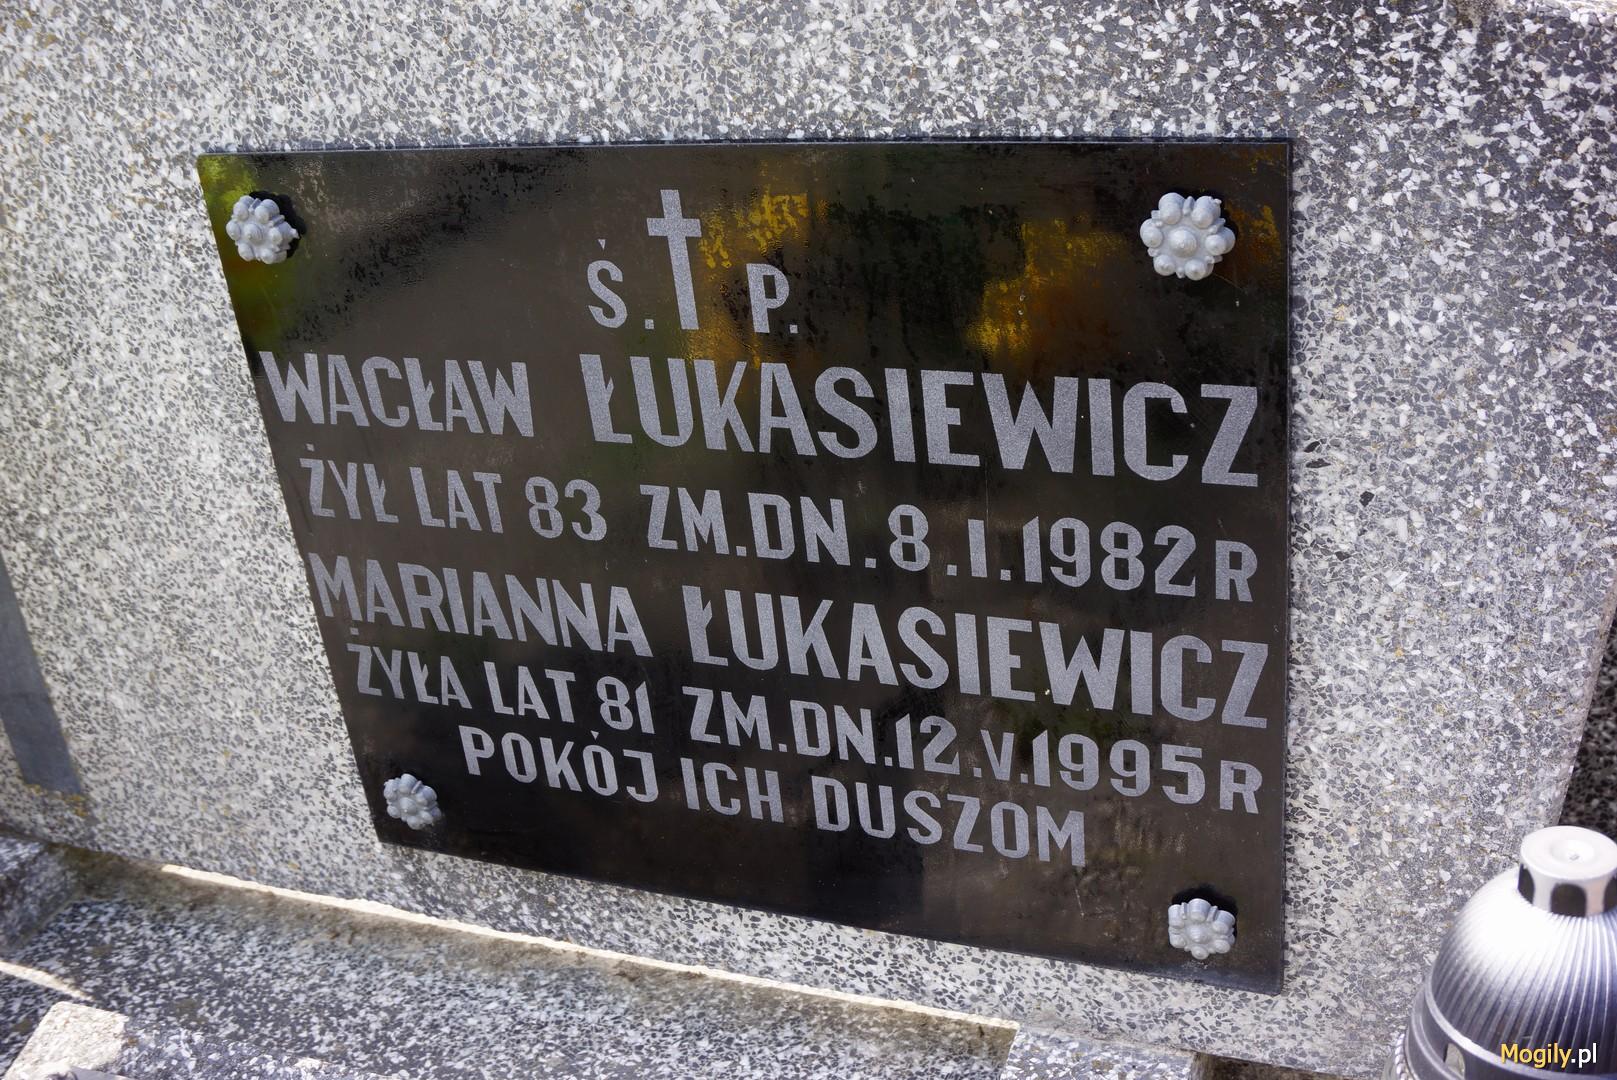 Ś. P.
WACŁAW ŁUKASIEWICZ
ŻYŁ LAT 83 ZM.DN.8.I.1982R
MARIANNA ŁUKASIEWICZ
ŻYŁA LAT 81 ZM.DN.12.V.1995R
POKÓJ ICH DUSZOM
Mogily.pl